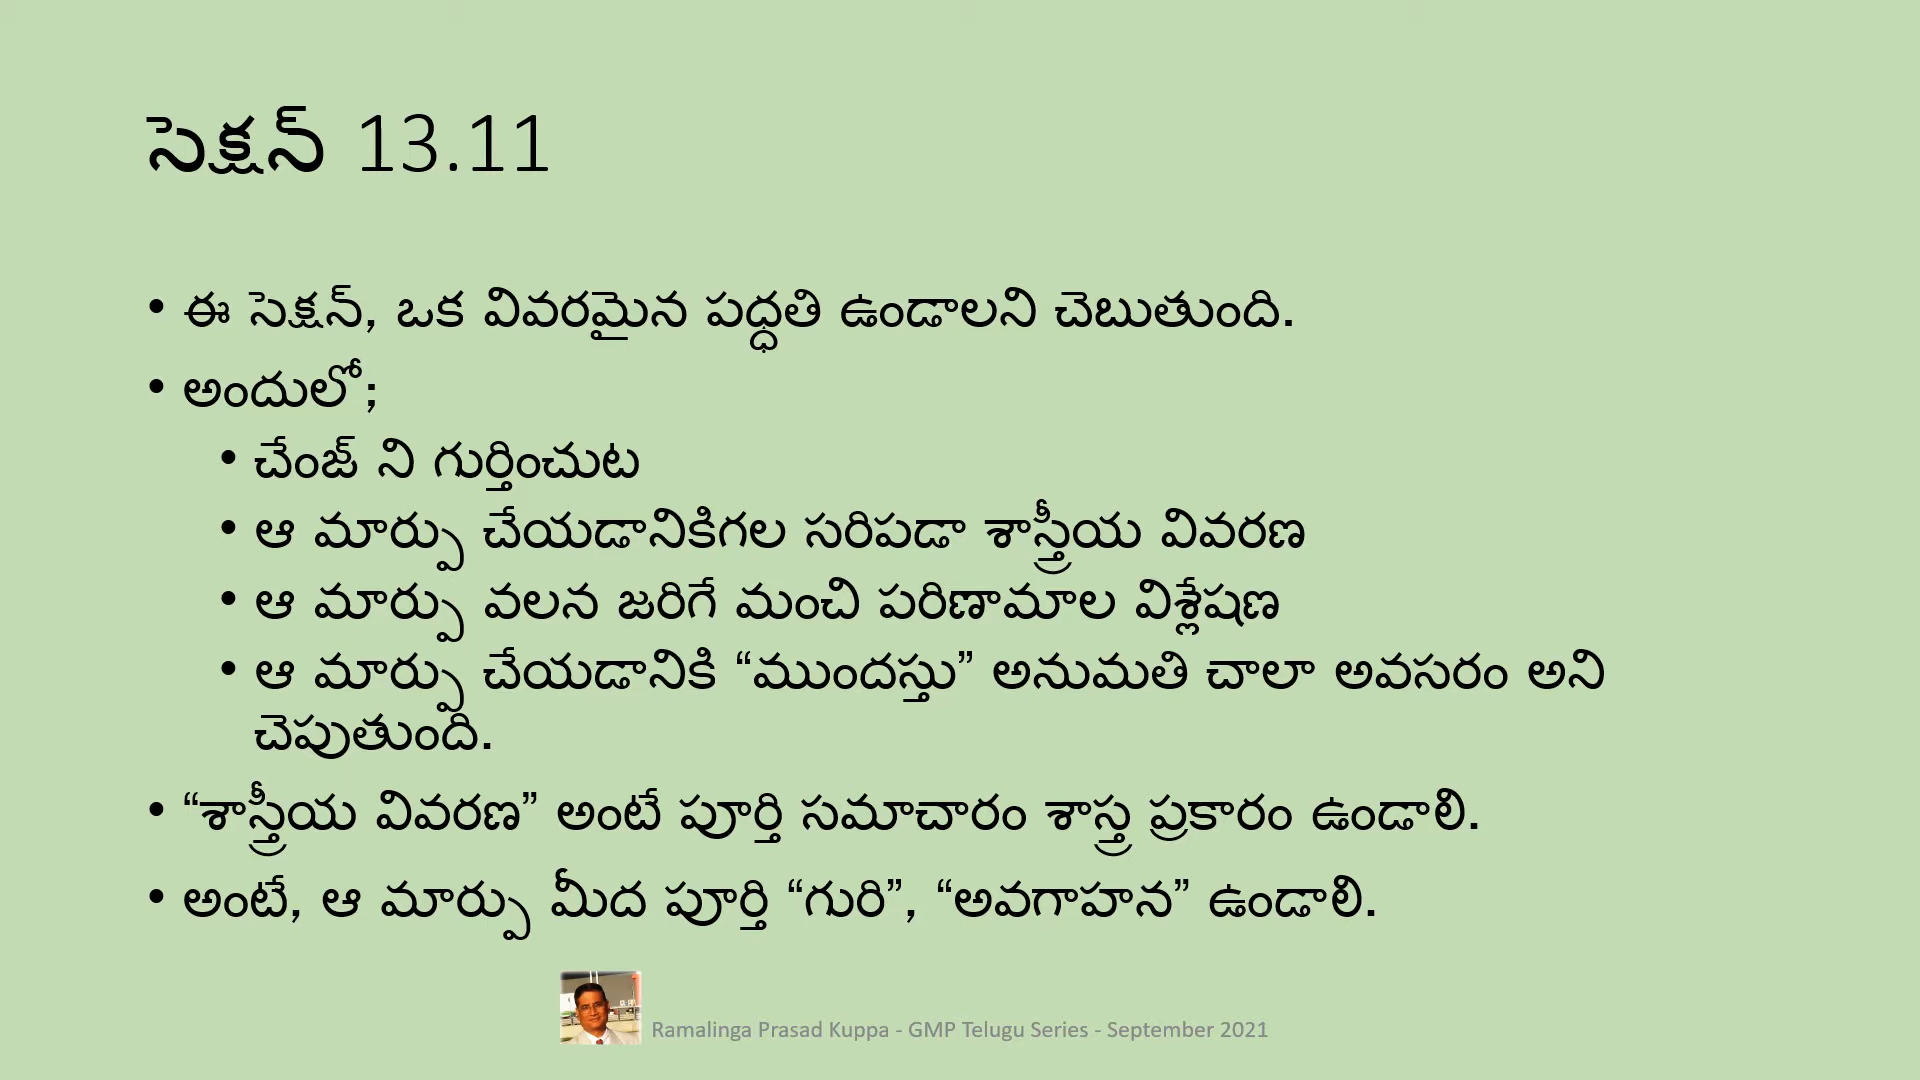 సెక్షన్ 13.11
• ఈ సెక్షన్, ఒక వివరమైన పధ్ధతి ఉండాలని చెబుతుంది.
• అందులో;
• చేంజ్ ని గుర్తించుట
• ఆ మార్పు చేయడానికిగల సరిపడా శాస్త్రీయ వివరణ
• ఆ మార్పు వలన జరిగే మంచి పరిణామాల విశ్లేషణ
• ఆ మార్పు చేయడానికి “ముందస్తు” అనుమతి చాలా అవసరం అని
చెపుతుంది.
• “శాస్త్రీయ వివరణ” అంటే పూర్తి సమాచారం శాస్త్ర ప్రకారం ఉండాలి.
• అంటే, ఆ మార్పు మీద పూర్తి “గురి”, “అవగాహన” ఉండాలి.
Ramalinga Prasad Kuppa - GMP Telugu Series - September 2021